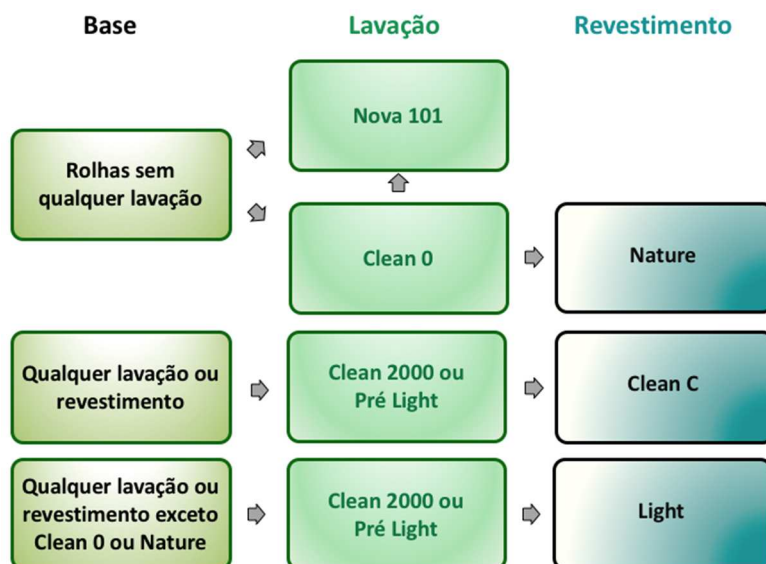 Base
Lavação
Revestimento
Nova 101
Rolhas sem
qualquer lavação
Clean 0
Nature
Qualquer lavação ou
revestimento
Clean 2000 ou
Pré Light
Clean C
Qualquer lavação ou
revestimento exceto
Clean 0 ou Nature
Clean 2000 ou
Pré Light
Light